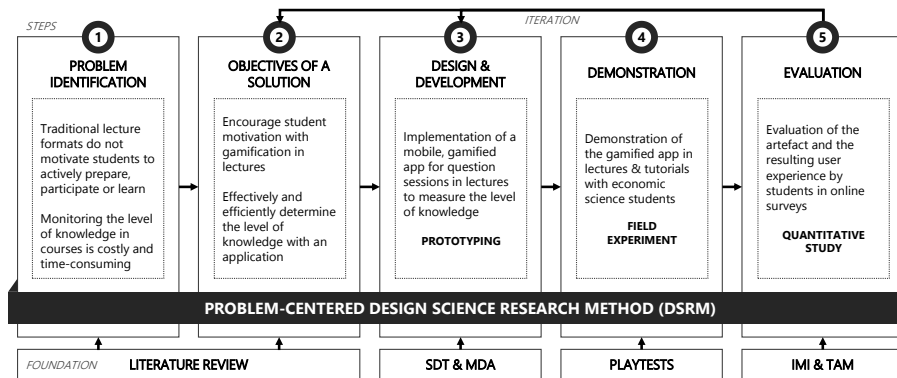 STEPS
ITERATION
1
PROBLEM
IDENTIFICATION
Traditional lecture
formats do not
motivate students to
actively prepare,
participate or learn
Monitoring the level
of knowledge in
courses is costly and
time-consuming
2
OBJECTIVES OF A
SOLUTION
Encourage student
motivation with
gamification in
lectures
Effectively and
efficiently determine
the level of
knowledge with an
application
3
DESIGN &
DEVELOPMENT
Implementation of a
mobile, gamified
app for question
sessions in lectures
to measure the level
of knowledge
PROTOTYPING
4
DEMONSTRATION
Demonstration of
the gamified app in
lectures & tutorials
with economic
science students
FIELD
EXPERIMENT
5
EVALUATION
Evaluation of the
artefact and the
resulting user
experience by
students in online
surveys
QUANTITATIVE
STUDY
PROBLEM-CENTERED DESIGN SCIENCE RESEARCH METHOD (DSRM)
FOUNDATION
LITERATURE REVIEW
SDT & MDA
PLAYTESTS
IMI & TAM